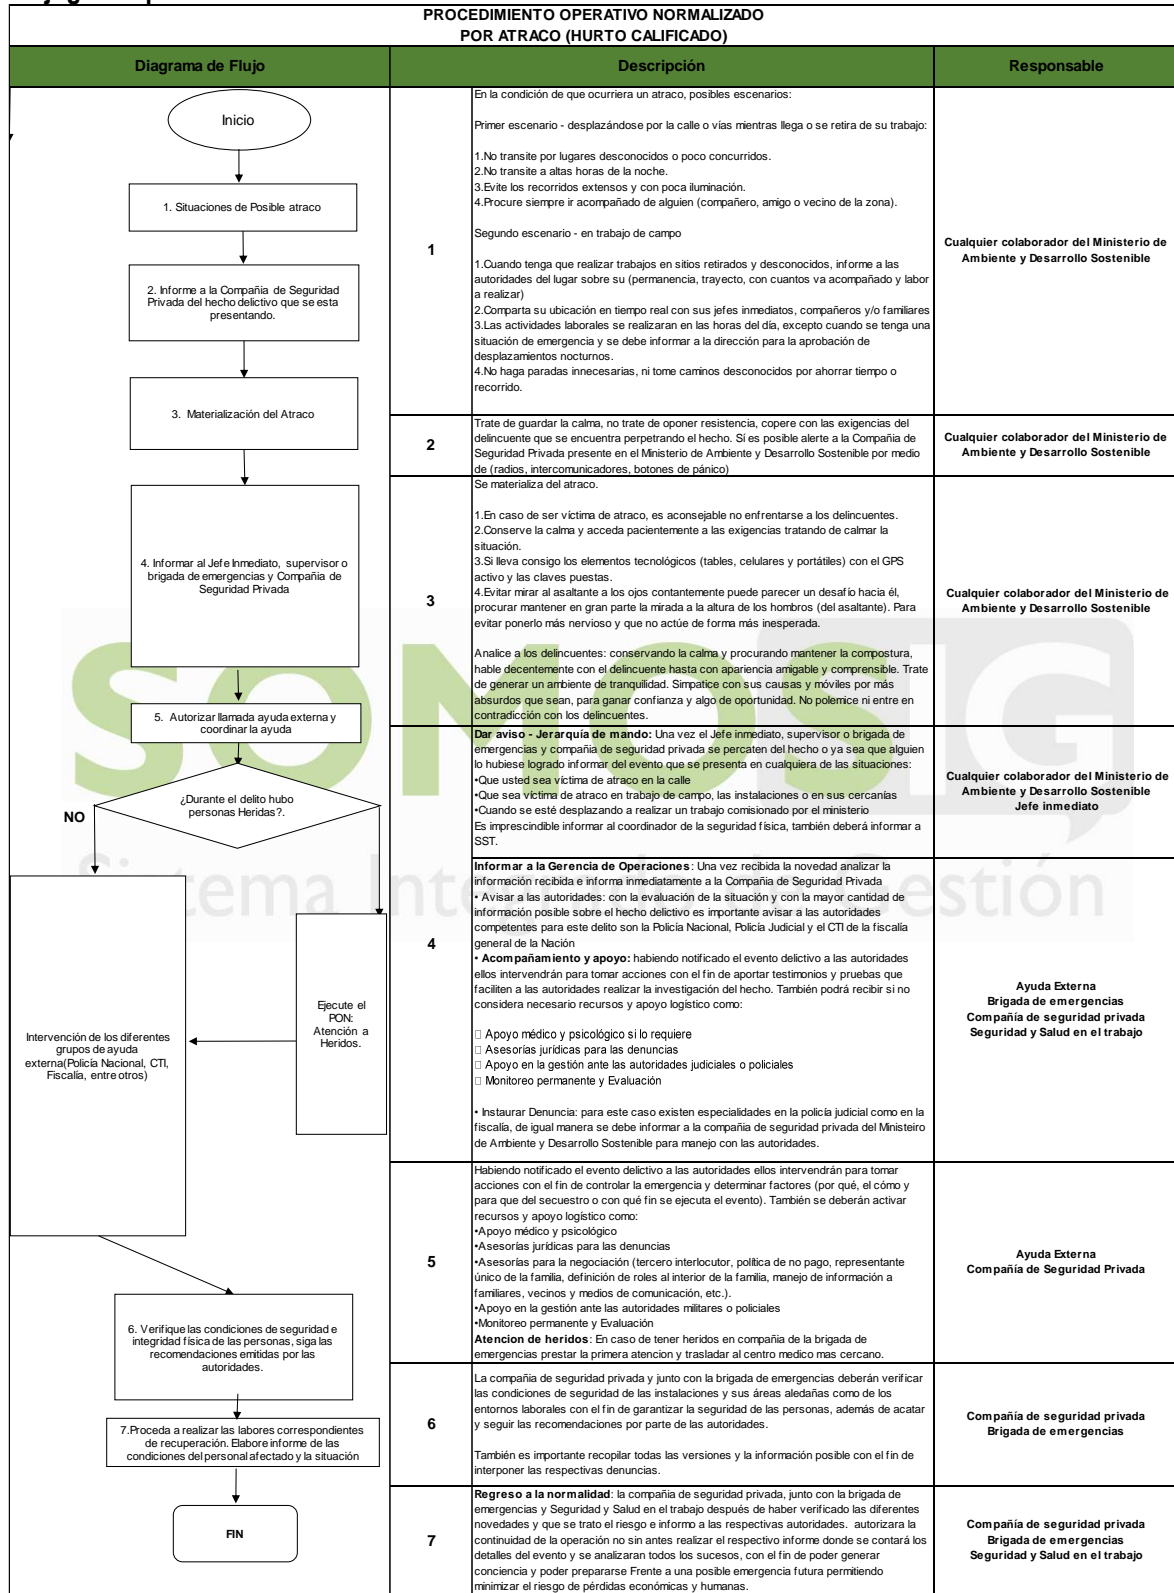 PROCEDIMIENTO OPERATIVO NORMALIZADO
POR ATRACO (HURTO CALIFICADO)
Diagrama de Flujo
Descripción
Responsable
Inicio
1. Situaciones de Posible atraco
2. Informe a la Compañia de Seguridad
Privada del hecho delictivo que se esta
presentando.
3. Materialización del Atraco
4. Informar al Jefe Inmediato, supervisor o
brigada de emergencias y Compañia de
Seguridad Privada
5. Autorizar llamada ayuda externa y
coordinar la ayuda
¿Durante el delito hubo
personas Heridas?.
NO
Ejecute el
PON:
Atención a
Heridos.
Intervención de los diferentes
grupos de ayuda
externa(Policía Nacional, CTI,
Fiscalía, entre otros)
6. Verifique las condiciones de seguridad e
integridad física de las personas, siga las
recomendaciones emitidas por las
autoridades.
7.Proceda a realizar las labores correspondientes
de recuperación. Elabore informe de las
condiciones del personal afectado y la situación
FIN
1
En la condición de que ocurriera un atraco, posibles escenarios:
Primer escenario - desplazándose por la calle o vías mientras llega o se retira de su trabajo:
1.No transite por lugares desconocidos o poco concurridos.
2.No transite a altas horas de la noche.
3.Evite los recorridos extensos y con poca iluminación.
4.Procure siempre ir acompañado de alguien (compañero, amigo o vecino de la zona).
Segundo escenario - en trabajo de campo
1.Cuando tenga que realizar trabajos en sitios retirados y desconocidos, informe a las
autoridades del lugar sobre su (permanencia, trayecto, con cuantos va acompañado y labor
a realizar)
2.Comparta su ubicación en tiempo real con sus jefes inmediatos, compañeros y/o familiares
3.Las actividades laborales se realizaran en las horas del día, excepto cuando se tenga una
situación de emergencia y se debe informar a la dirección para la aprobación de
desplazamientos nocturnos.
4.No haga paradas innecesarias, ni tome caminos desconocidos por ahorrar tiempo o
recorrido.
Cualquier colaborador del Ministerio de
Ambiente y Desarrollo Sostenible
2
Trate de guardar la calma, no trate de oponer resistencia, copere con las exigencias del
delincuente que se encuentra perpetrando el hecho. Sí es posible alerte a la Compañia de
Seguridad Privada presente en el Ministerio de Ambiente y Desarrollo Sostenible por medio
de (radios, intercomunicadores, botones de pánico)
Cualquier colaborador del Ministerio de
Ambiente y Desarrollo Sostenible
3
Se materializa del atraco.
1.En caso de ser víctima de atraco, es aconsejable no enfrentarse a los delincuentes.
2.Conserve la calma y acceda pacientemente a las exigencias tratando de calmar la
situación.
3.Si lleva consigo los elementos tecnológicos (tables, celulares y portátiles) con el GPS
activo y las claves puestas.
4.Evitar mirar al asaltante a los ojos contantemente puede parecer un desafío hacia él,
procurar mantener en gran parte la mirada a la altura de los hombros (del asaltante). Para
evitar ponerlo más nervioso y que no actúe de forma más inesperada.
Analice a los delincuentes: conservando la calma y procurando mantener la compostura,
hable decentemente con el delincuente hasta con apariencia amigable y comprensible. Trate
de generar un ambiente de tranquilidad. Simpatice con sus causas y móviles por más
absurdos que sean, para ganar confianza y algo de oportunidad. No polemice ni entre en
contradicción con los delincuentes.
Cualquier colaborador del Ministerio de
Ambiente y Desarrollo Sostenible
4
Dar aviso - Jerarquía de mando: Una vez el Jefe inmediato, supervisor o brigada de
emergencias y compañia de seguridad privada se percaten del hecho o ya sea que alguien
lo hubiese logrado informar del evento que se presenta en cualquiera de las situaciones:
•Que usted sea víctima de atraco en la calle
•Que sea víctima de atraco en trabajo de campo, las instalaciones o en sus cercanías
•Cuando se esté desplazando a realizar un trabajo comisionado por el ministerio
Es imprescindible informar al coordinador de la seguridad física, también deberá informar a
SST.
Cualquier colaborador del Ministerio de
Ambiente y Desarrollo Sostenible
Jefe inmediato
Informar a la Gerencia de Operaciones: Una vez recibida la novedad analizar la
información recibida e informa inmediatamente a la Compañia de Seguridad Privada
• Avisar a las autoridades: con la evaluación de la situación y con la mayor cantidad de
información posible sobre el hecho delictivo es importante avisar a las autoridades
competentes para este delito son la Policía Nacional, Policía Judicial y el CTI de la fiscalía
general de la Nación
• Acompañamiento y apoyo: habiendo notificado el evento delictivo a las autoridades
ellos intervendrán para tomar acciones con el fin de aportar testimonios y pruebas que
faciliten a las autoridades realizar la investigación del hecho. También podrá recibir si no
considera necesario recursos y apoyo logístico como:
Apoyo médico y psicológico si lo requiere
Asesorías jurídicas para las denuncias
Apoyo en la gestión ante las autoridades judiciales o policiales
Monitoreo permanente y Evaluación
• Instaurar Denuncia: para este caso existen especialidades en la policía judicial como en la
fiscalía, de igual manera se debe informar a la compañia de seguridad privada del Ministeiro
de Ambiente y Desarrollo Sostenible para manejo con las autoridades.
Ayuda Externa
Brigada de emergencias
Compañía de seguridad privada
Seguridad y Salud en el trabajo
5
Habiendo notificado el evento delictivo a las autoridades ellos intervendrán para tomar
acciones con el fin de controlar la emergencia y determinar factores (por qué, el cómo y
para que del secuestro o con qué fin se ejecuta el evento). También se deberán activar
recursos y apoyo logístico como:
•Apoyo médico y psicológico
•Asesorías jurídicas para las denuncias
•Asesorías para la negociación (tercero interlocutor, política de no pago, representante
único de la familia, definición de roles al interior de la familia, manejo de información a
familiares, vecinos y medios de comunicación, etc.).
•Apoyo en la gestión ante las autoridades militares o policiales
•Monitoreo permanente y Evaluación
Atencion de heridos: En caso de tener heridos en compañia de la brigada de
emergencias prestar la primera atencion y trasladar al centro medico mas cercano.
Ayuda Externa
Compañía de Seguridad Privada
6
La compañia de seguridad privada y junto con la brigada de emergencias deberán verificar
las condiciones de seguridad de las instalaciones y sus áreas aledañas como de los
entornos laborales con el fin de garantizar la seguridad de las personas, además de acatar
y seguir las recomendaciones por parte de las autoridades.
También es importante recopilar todas las versiones y la información posible con el fin de
interponer las respectivas denuncias.
Compañía de seguridad privada
Brigada de emergencias
7
Regreso a la normalidad: la compañia de seguridad privada, junto con la brigada de
emergencias y Seguridad y Salud en el trabajo después de haber verificado las diferentes
novedades y que se trato el riesgo e informo a las respectivas autoridades. autorizara la
continuidad de la operación no sin antes realizar el respectivo informe donde se contará los
detalles del evento y se analizaran todos los sucesos, con el fin de poder generar
conciencia y poder prepararse Frente a una posible emergencia futura permitiendo
minimizar el riesgo de pérdidas económicas y humanas.
Compañía de seguridad privada
Brigada de emergencias
Seguridad y Salud en el trabajo
SOMOSIG
Sistema Integrado de Gestión